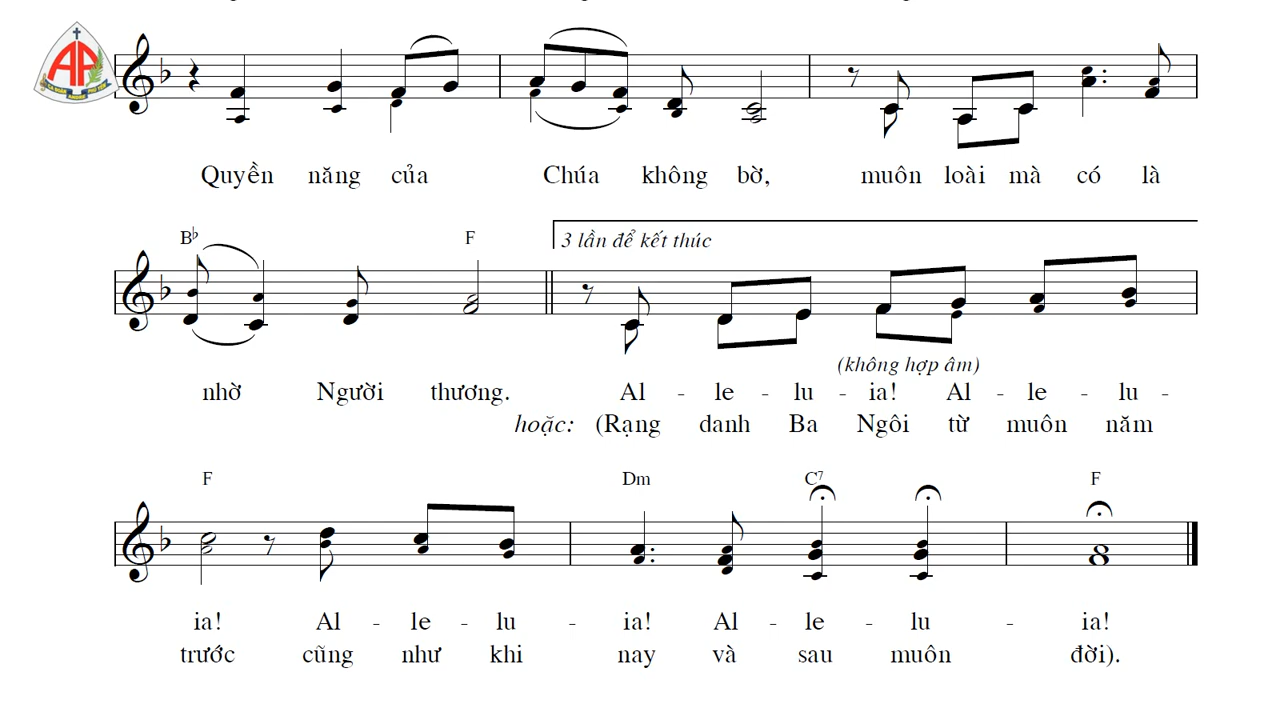 AP
Quyền năng của Chúa không bờ, muôn loài mà có là
B♭ F
3 lần để kết thúc
(không hợp âm)
nhờ Người thương. Al - le - lu - ia! Al - le - lu -
hoặc: (Rạng danh Ba Ngôi từ muôn năm
F Dm C7 F
ia! Al - le - lu - ia! Al - le - lu - ia!
trước cũng như khi nay và sau muôn đời).